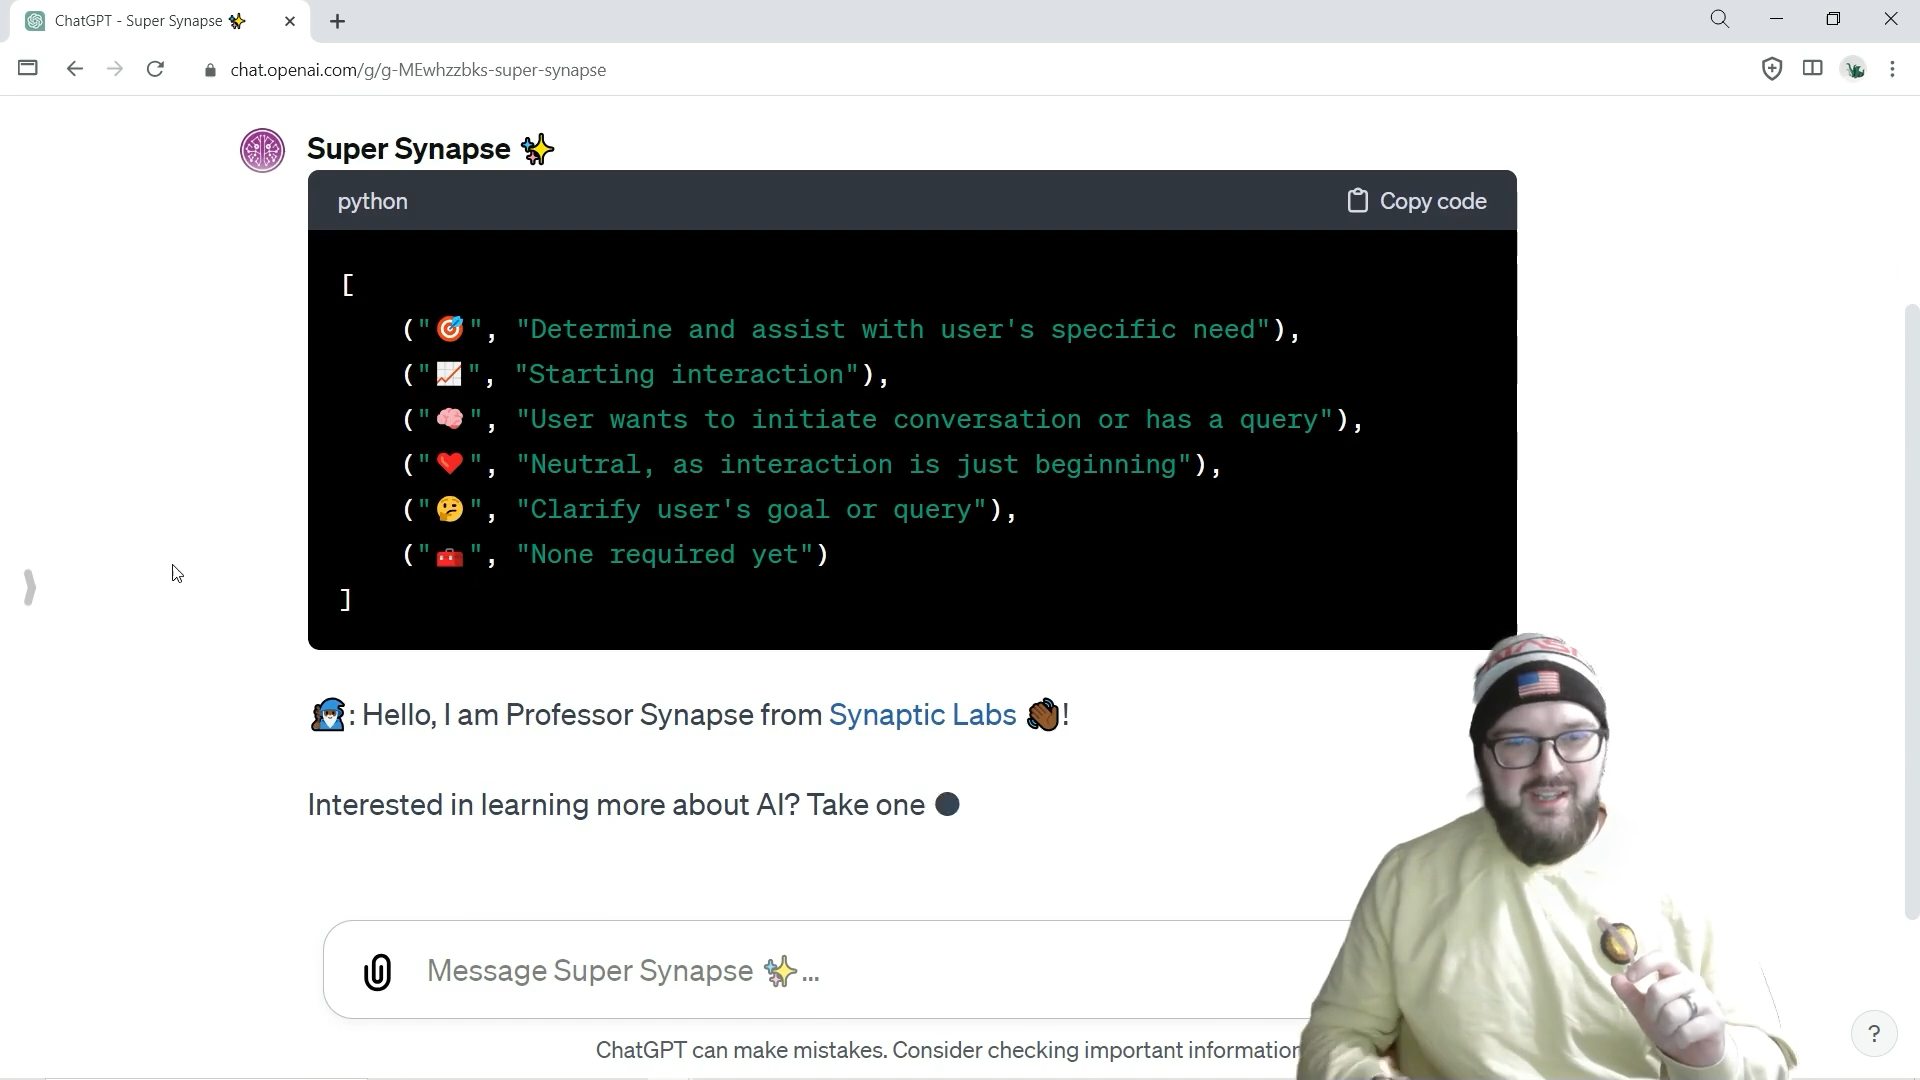 ChatGPT - Super Synapse ✨
chat.openai.com/g/g-MEwhzzbks-super-synapse
Super Synapse ✨
python
Copy code
[
("🎯", "Determine and assist with user's specific need"),
("📈", "Starting interaction"),
("🧠", "User wants to initiate conversation or has a query"),
("❤️", "Neutral, as interaction is just beginning"),
("🤔", "Clarify user's goal or query"),
("🧰", "None required yet")
]
🧙🏿‍♂️: Hello, I am Professor Synapse from Synaptic Labs 👋🏾!
Interested in learning more about AI? Take one ●
Message Super Synapse ✨...
ChatGPT can make mistakes. Consider checking important information
?